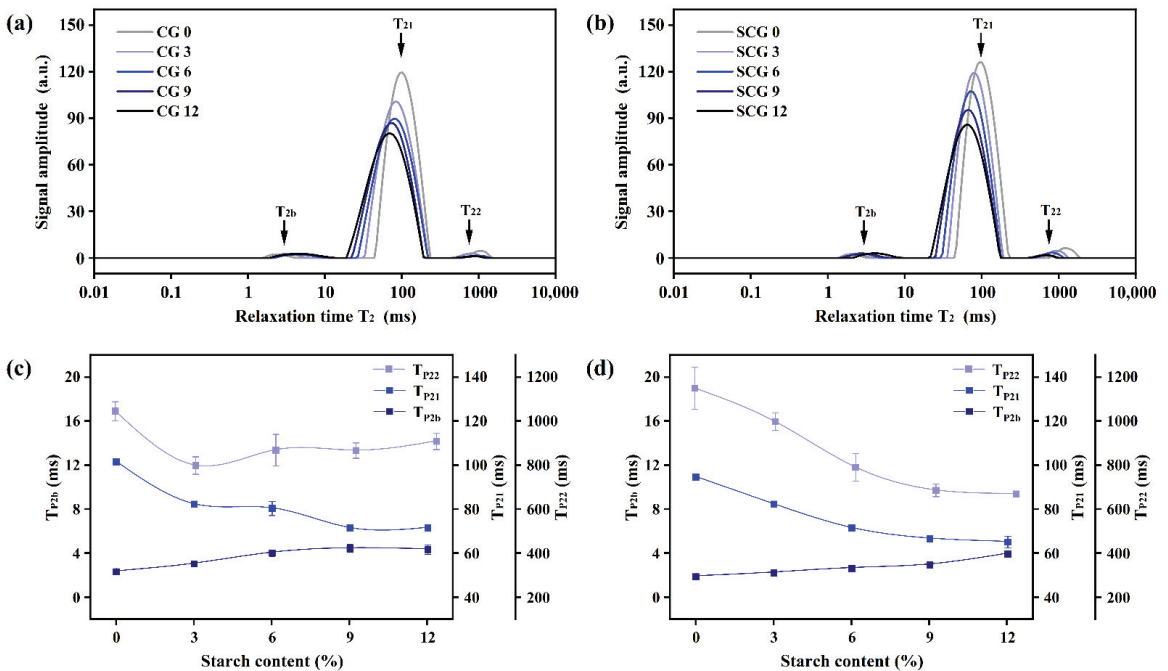 (a)
T21
CG 0
CG 3
CG 6
CG 9
CG 12
T2b
T22
150
120
90
60
30
0
Signal amplitude (a.u.)
0.01 0.1 1 10 100 1000 10,000
Relaxation time T2 (ms)
(b)
T21
SCG 0
SCG 3
SCG 6
SCG 9
SCG 12
T2b
T22
150
120
90
60
30
0
Signal amplitude (a.u.)
0.01 0.1 1 10 100 1000 10,000
Relaxation time T2 (ms)
(c)
TP22
TP21
TP2b
20
16
12
8
4
0
TP2b (ms)
140
120
100
80
60
40
TP21 (ms)
1200
1000
800
600
400
200
TP22 (ms)
0 3 6 9 12
Starch content (%)
(d)
TP22
TP21
TP2b
20
16
12
8
4
0
TP2b (ms)
140
120
100
80
60
40
TP21 (ms)
1200
1000
800
600
400
200
TP22 (ms)
0 3 6 9 12
Starch content (%)